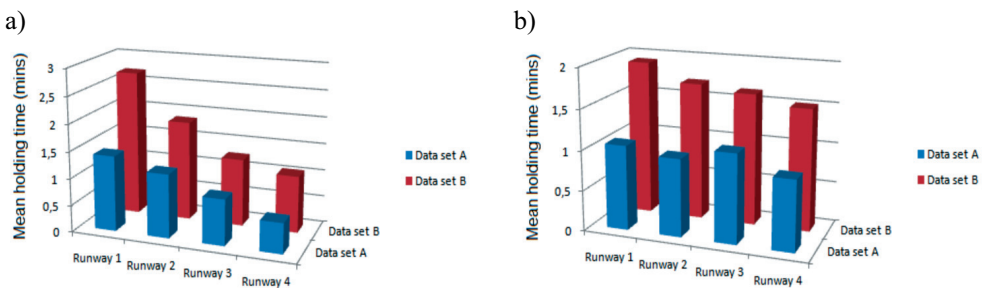 a)
Mean holding time (mins)
3
2,5
2
1,5
1
0,5
0
Runway 1
Runway 2
Runway 3
Runway 4
Data set B
Data set A
Data set A
Data set B
b)
Mean holding time (mins)
2
1,5
1
0,5
0
Runway 1
Runway 2
Runway 3
Runway 4
Data set B
Data set A
Data set A
Data set B